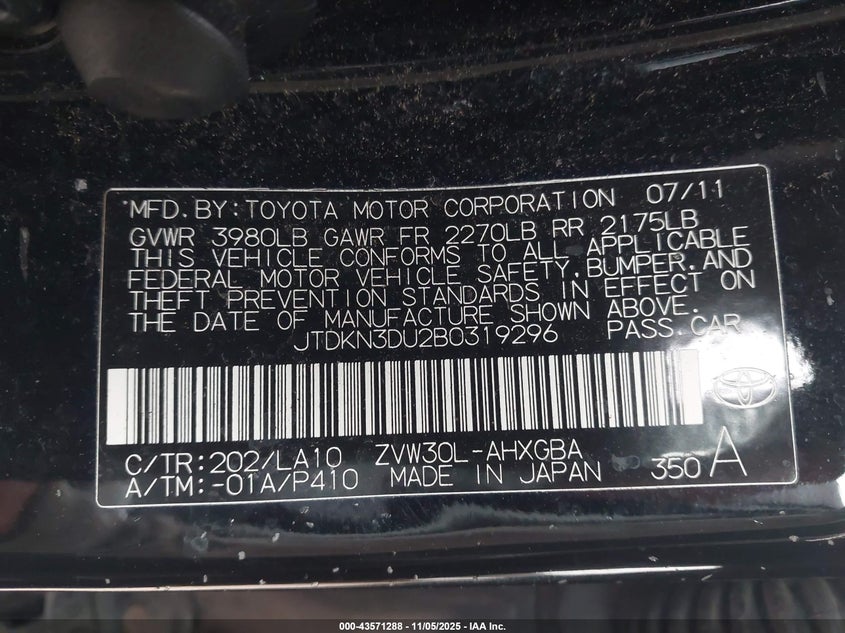 MFD.BY:TOYOTA MOTOR CORPORATION 07/11
GVWR 3980LB GAWR FR 2270LB RR 2175LB
THIS VEHICLE CONFORMS TO ALL APPLICABLE
FEDERAL MOTOR VEHICLE SAFETY,BUMPER,AND
THEFT PREVENTION STANDARDS IN EFFECT ON
THE DATE OF MANUFACTURE SHOWN ABOVE.
JTDKN3DU2B0319296 PASS.CAR
C/TR:202/LA10 ZVW30L-AHXGBA
A/TM:-01A/P410 MADE IN JAPAN 350 A
000-43571288 - 11/05/2025 - IAA Inc.